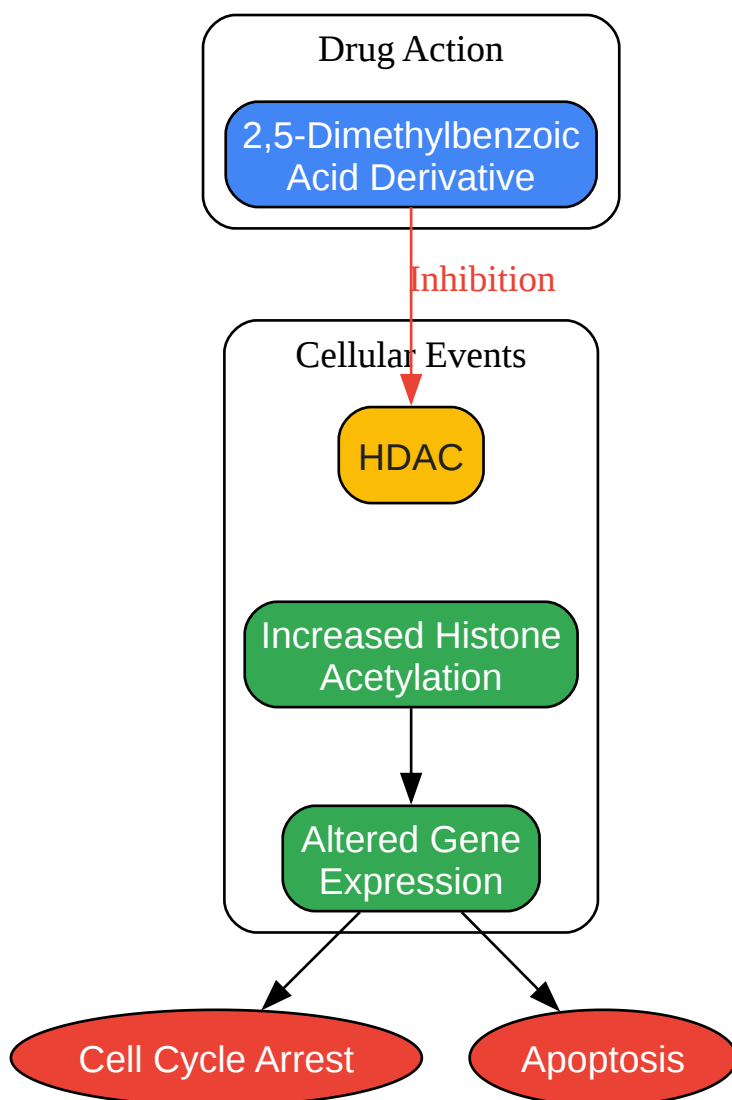 Drug Action
2,5-Dimethylbenzoic
Acid Derivative
Inhibition
Cellular Events
HDAC
Increased Histone
Acetylation
Altered Gene
Expression
Cell Cycle Arrest
Apoptosis